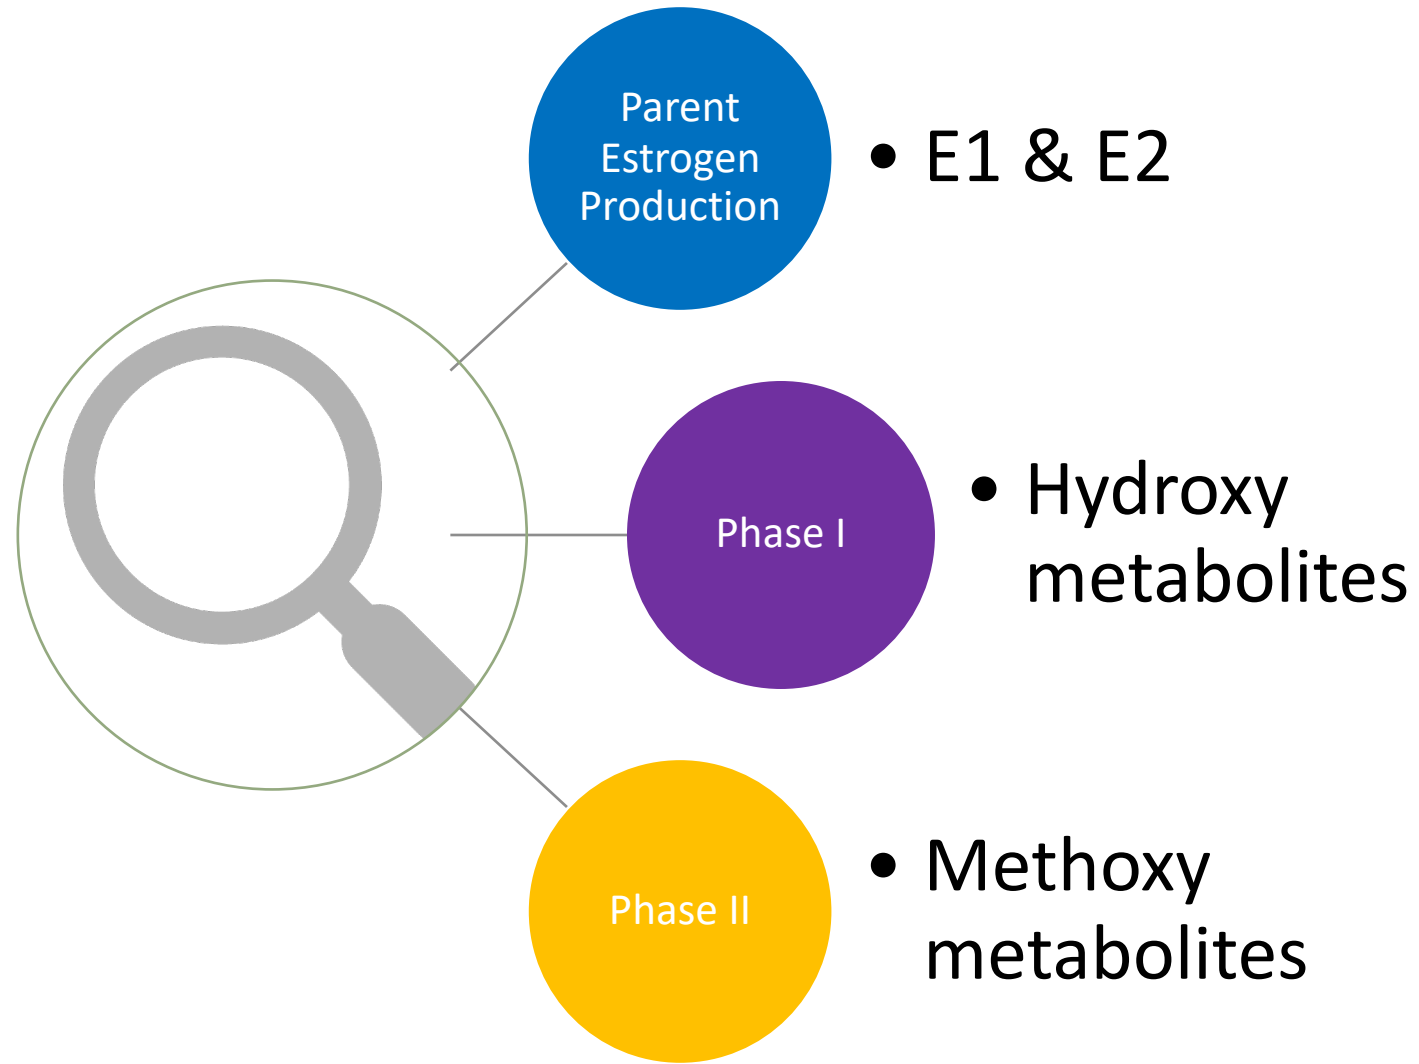 Parent
Estrogen
Production
• E1 & E2
Phase I
• Hydroxy
metabolites
Phase II
• Methoxy
metabolites